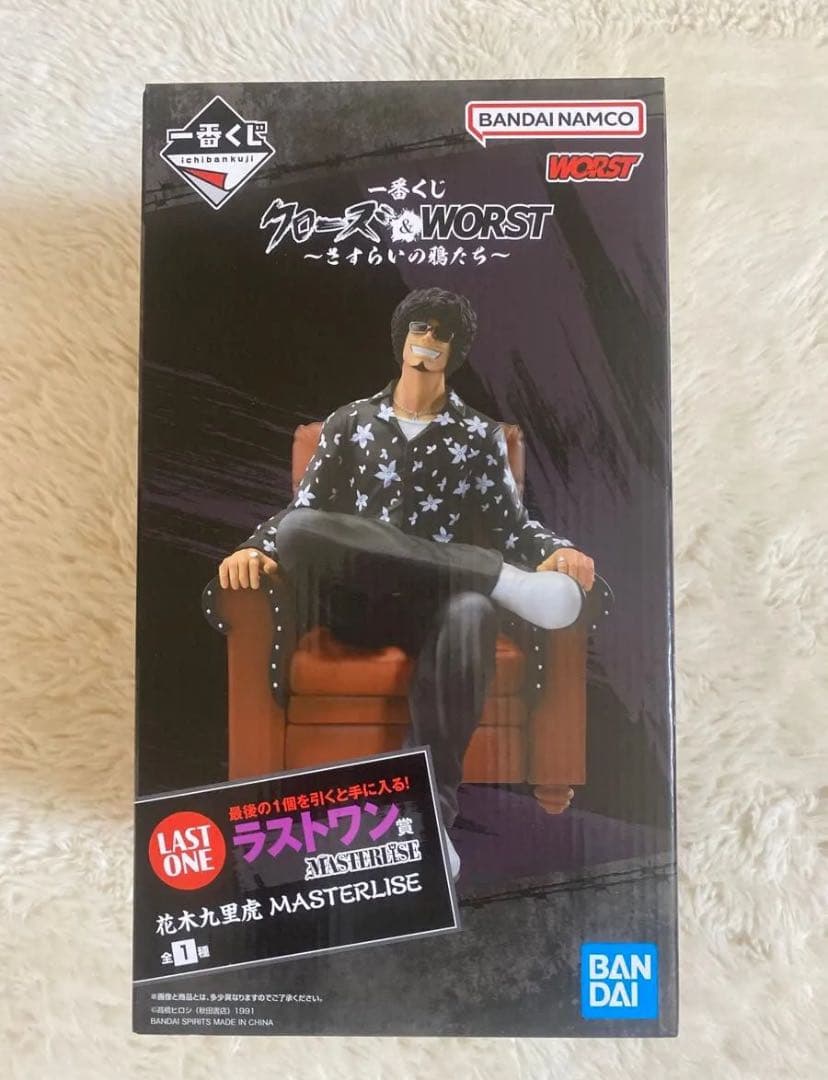 一番くじ
ichibankuji
BANDAI NAMCO
WORST
一番くじ
クローズ&WORST
〜さすらいの鴉たち〜
最後の1個を引くと手に入る!
LAST
ONE
ラストワン賞
MASTERLISE
花木九里虎 MASTERLISE
全1種
※画像と商品とは、多少異なりますのでご了承ください。
©髙橋ヒロシ(秋田書店)1991
BANDAI SPIRITS MADE IN CHINA
BAN
DAI